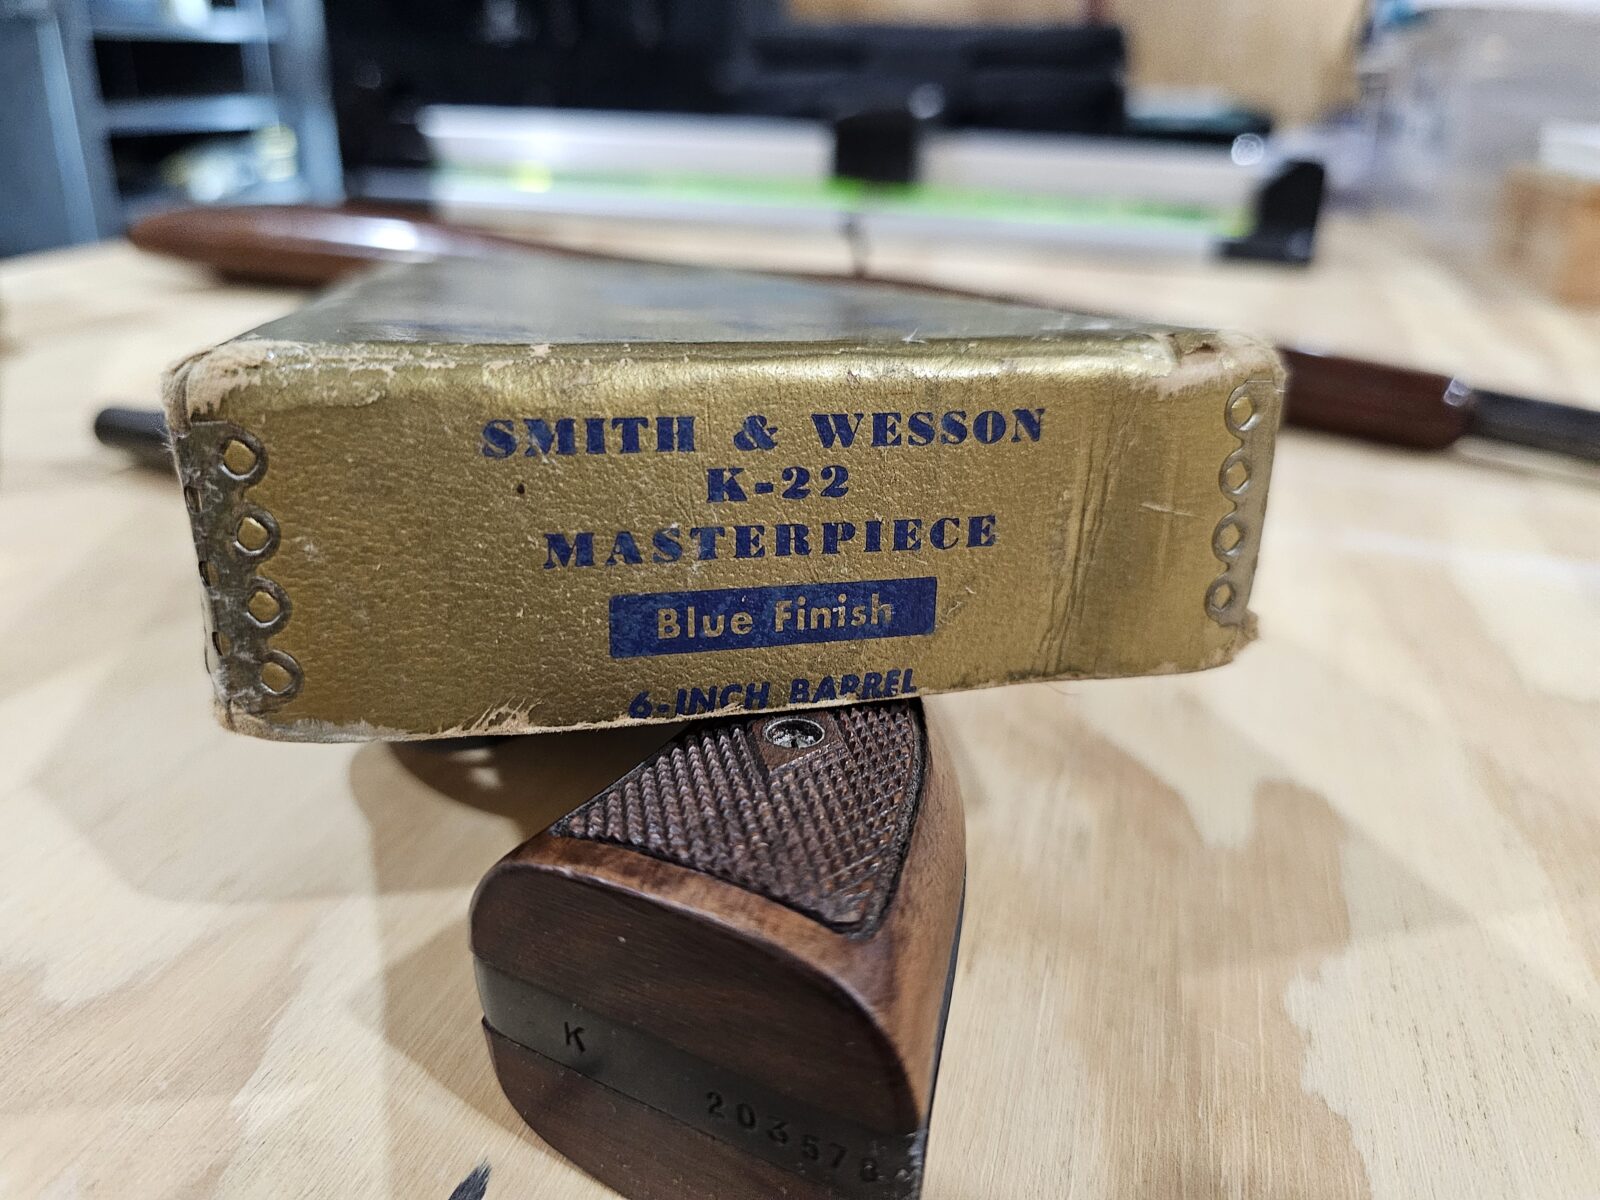 SMITH & WESSON
K-22
MASTERPIECE
Blue Finish
6-INCH BARREL
K 203578